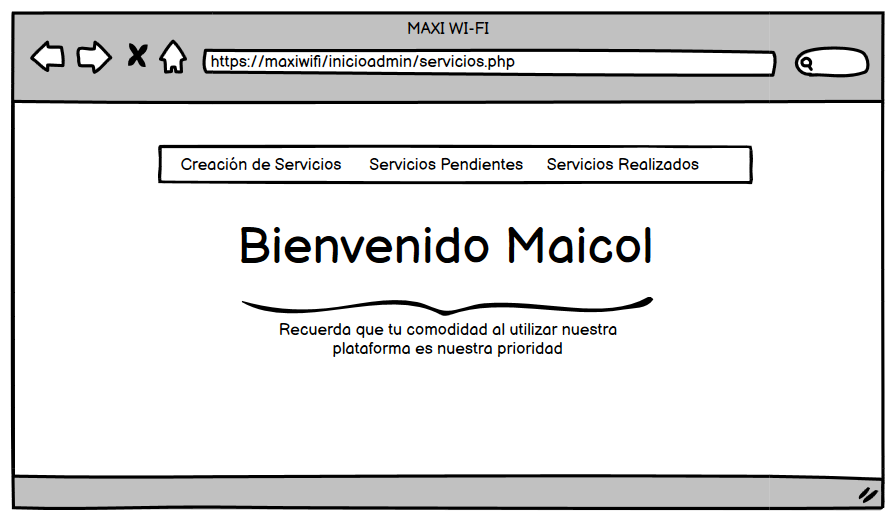 MAXI WI-FI
https://maxiwifi/inicioadmin/servicios.php
Creación de Servicios Servicios Pendientes Servicios Realizados
Bienvenido Maicol
Recuerda que tu comodidad al utilizar nuestra
plataforma es nuestra prioridad